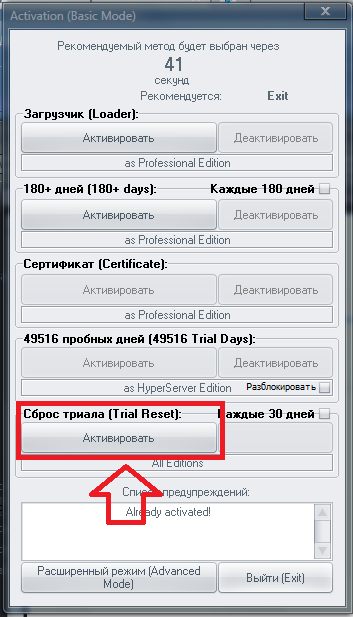 Activation (Basic Mode)
Рекомендуемый метод будет выбран через
41
секунд
Рекомендуется: Exit
Загрузчик (Loader):
Активировать Деактивировать
as Professional Edition
180+ дней (180+ days): Каждые 180 дней
Активировать Деактивировать
as Professional Edition
Сертификат (Certificate):
Активировать Деактивировать
as Professional Edition
49516 пробных дней (49516 Trial Days):
Активировать Деактивировать
as HyperServer Edition Разблокировать
Сброс триала (Trial Reset): Каждые 30 дней
Активировать
All Editions
Список предупреждений:
Already activated!
Расширенный режим (Advanced
Mode)
Выйти (Exit)